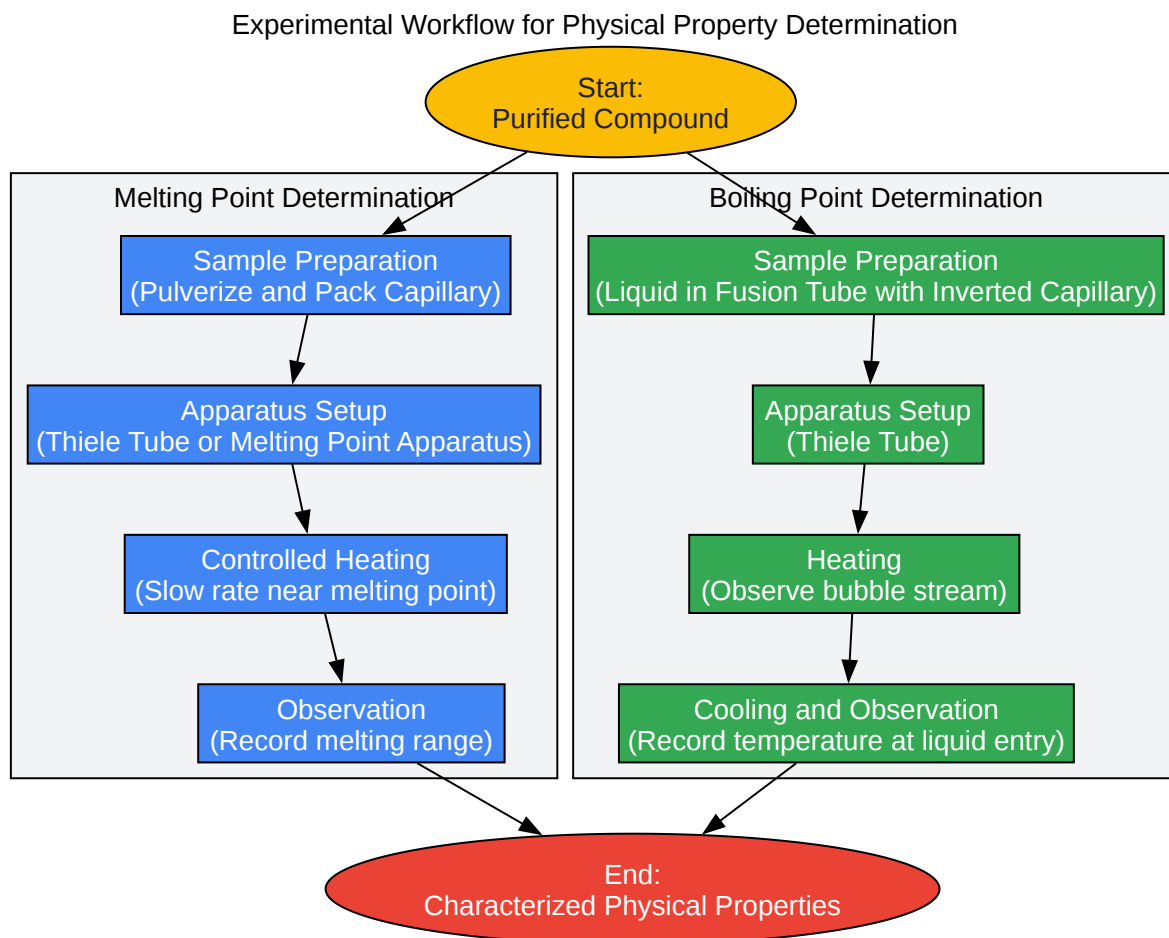 Experimental Workflow for Physical Property Determination
Start:
Purified Compound
Melting Point Determination
Sample Preparation
(Pulverize and Pack Capillary)
Apparatus Setup
(Thiele Tube or Melting Point Apparatus)
Controlled Heating
(Slow rate near melting point)
Observation
(Record melting range)
Boiling Point Determination
Sample Preparation
(Liquid in Fusion Tube with Inverted Capillary)
Apparatus Setup
(Thiele Tube)
Heating
(Observe bubble stream)
Cooling and Observation
(Record temperature at liquid entry)
End:
Characterized Physical Properties